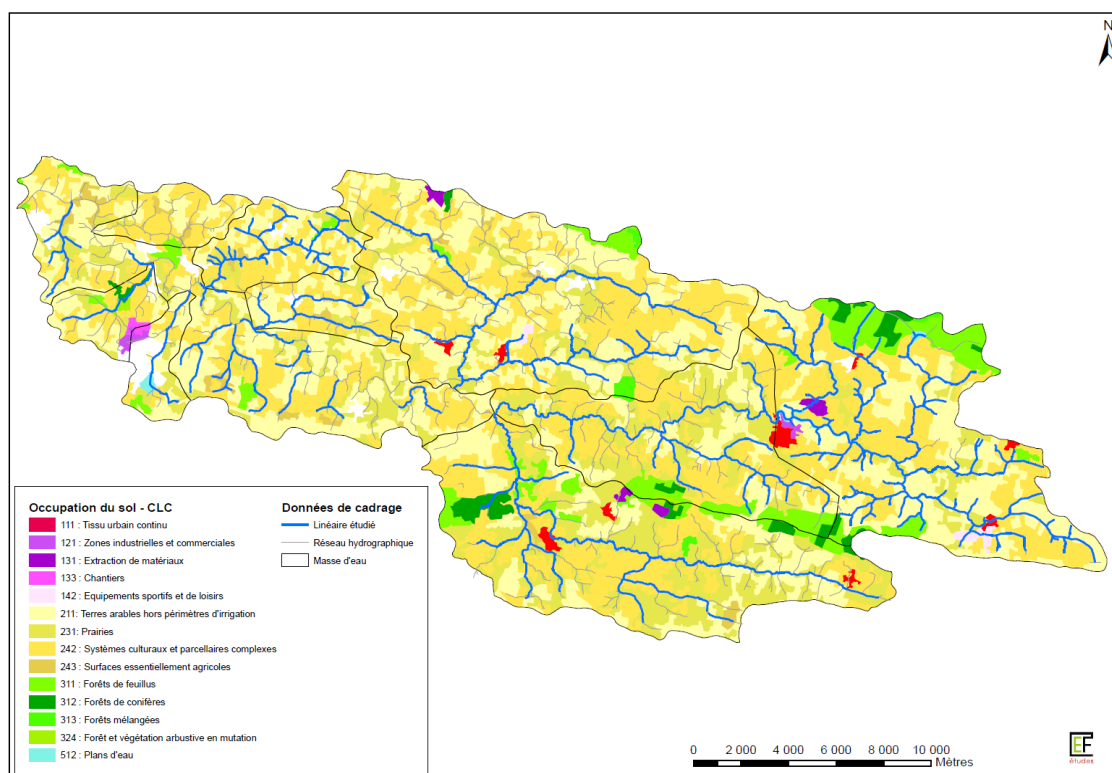 N
Occupation du sol - CLC
111 : Tissu urbain continu
121 : Zones industrielles et commerciales
131 : Extraction de matériaux
133 : Chantiers
142 : Equipements sportifs et de loisirs
211: Terres arables hors périmètres d'irrigation
231: Prairies
242 : Systèmes culturaux et parcellaires complexes
243 : Surfaces essentiellement agricoles
311 : Forêts de feuillus
312 : Forêts de conifères
313 : Forêts mélangées
324 : Forêt et végétation arbustive en mutation
512 : Plans d'eau
Données de cadrage
Linéaire étudié
Réseau hydrographique
Masse d'eau
0 2 000 4 000 6 000 8 000 10 000
Mètres
CEF
études